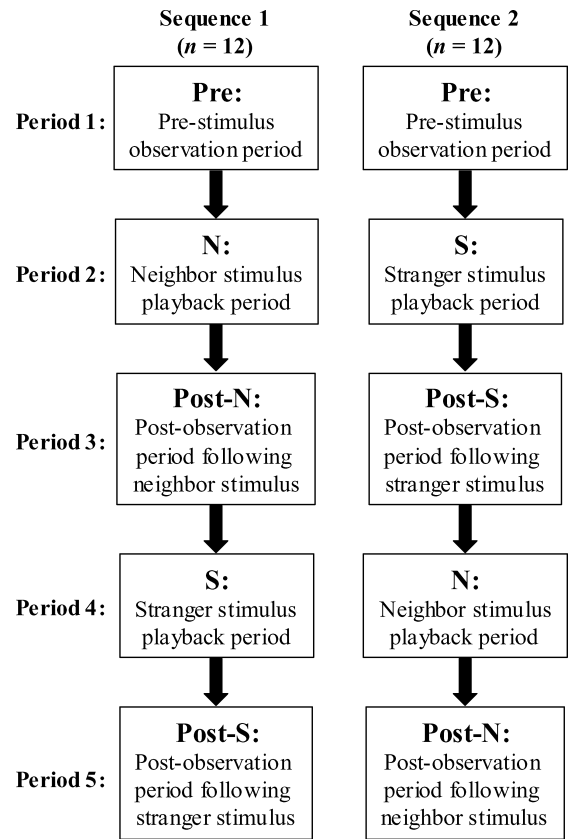 Sequence 1
(n = 12)
Sequence 2
(n = 12)
Period 1:
Pre:
Pre-stimulus
observation period
Pre:
Pre-stimulus
observation period
Period 2:
N:
Neighbor stimulus
playback period
S:
Stranger stimulus
playback period
Period 3:
Post-N:
Post-observation
period following
neighbor stimulus
Post-S:
Post-observation
period following
stranger stimulus
Period 4:
S:
Stranger stimulus
playback period
N:
Neighbor stimulus
playback period
Period 5:
Post-S:
Post-observation
period following
stranger stimulus
Post-N:
Post-observation
period following
neighbor stimulus